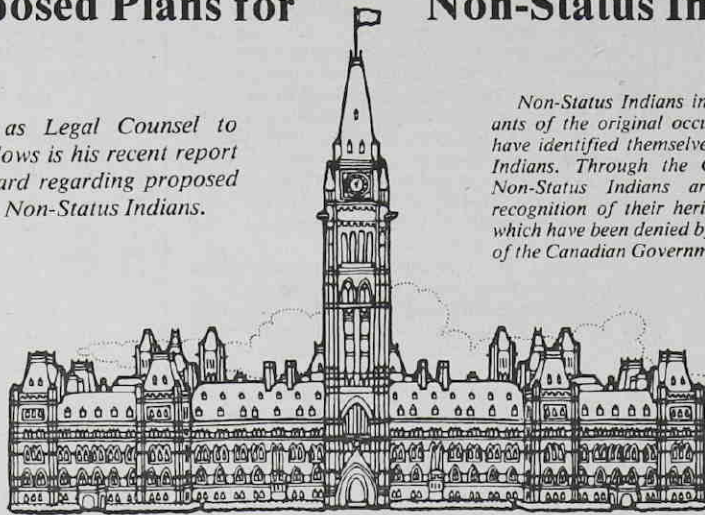 posed Plans for
Non-Status In
as Legal Counsel to
lows is his recent report
ard regarding proposed
Non-Status Indians.
Non-Status Indians in
ants of the original occu
have identified themselve
Indians. Through the
Non-Status Indians ar
recognition of their heri
which have been denied by
of the Canadian Governm